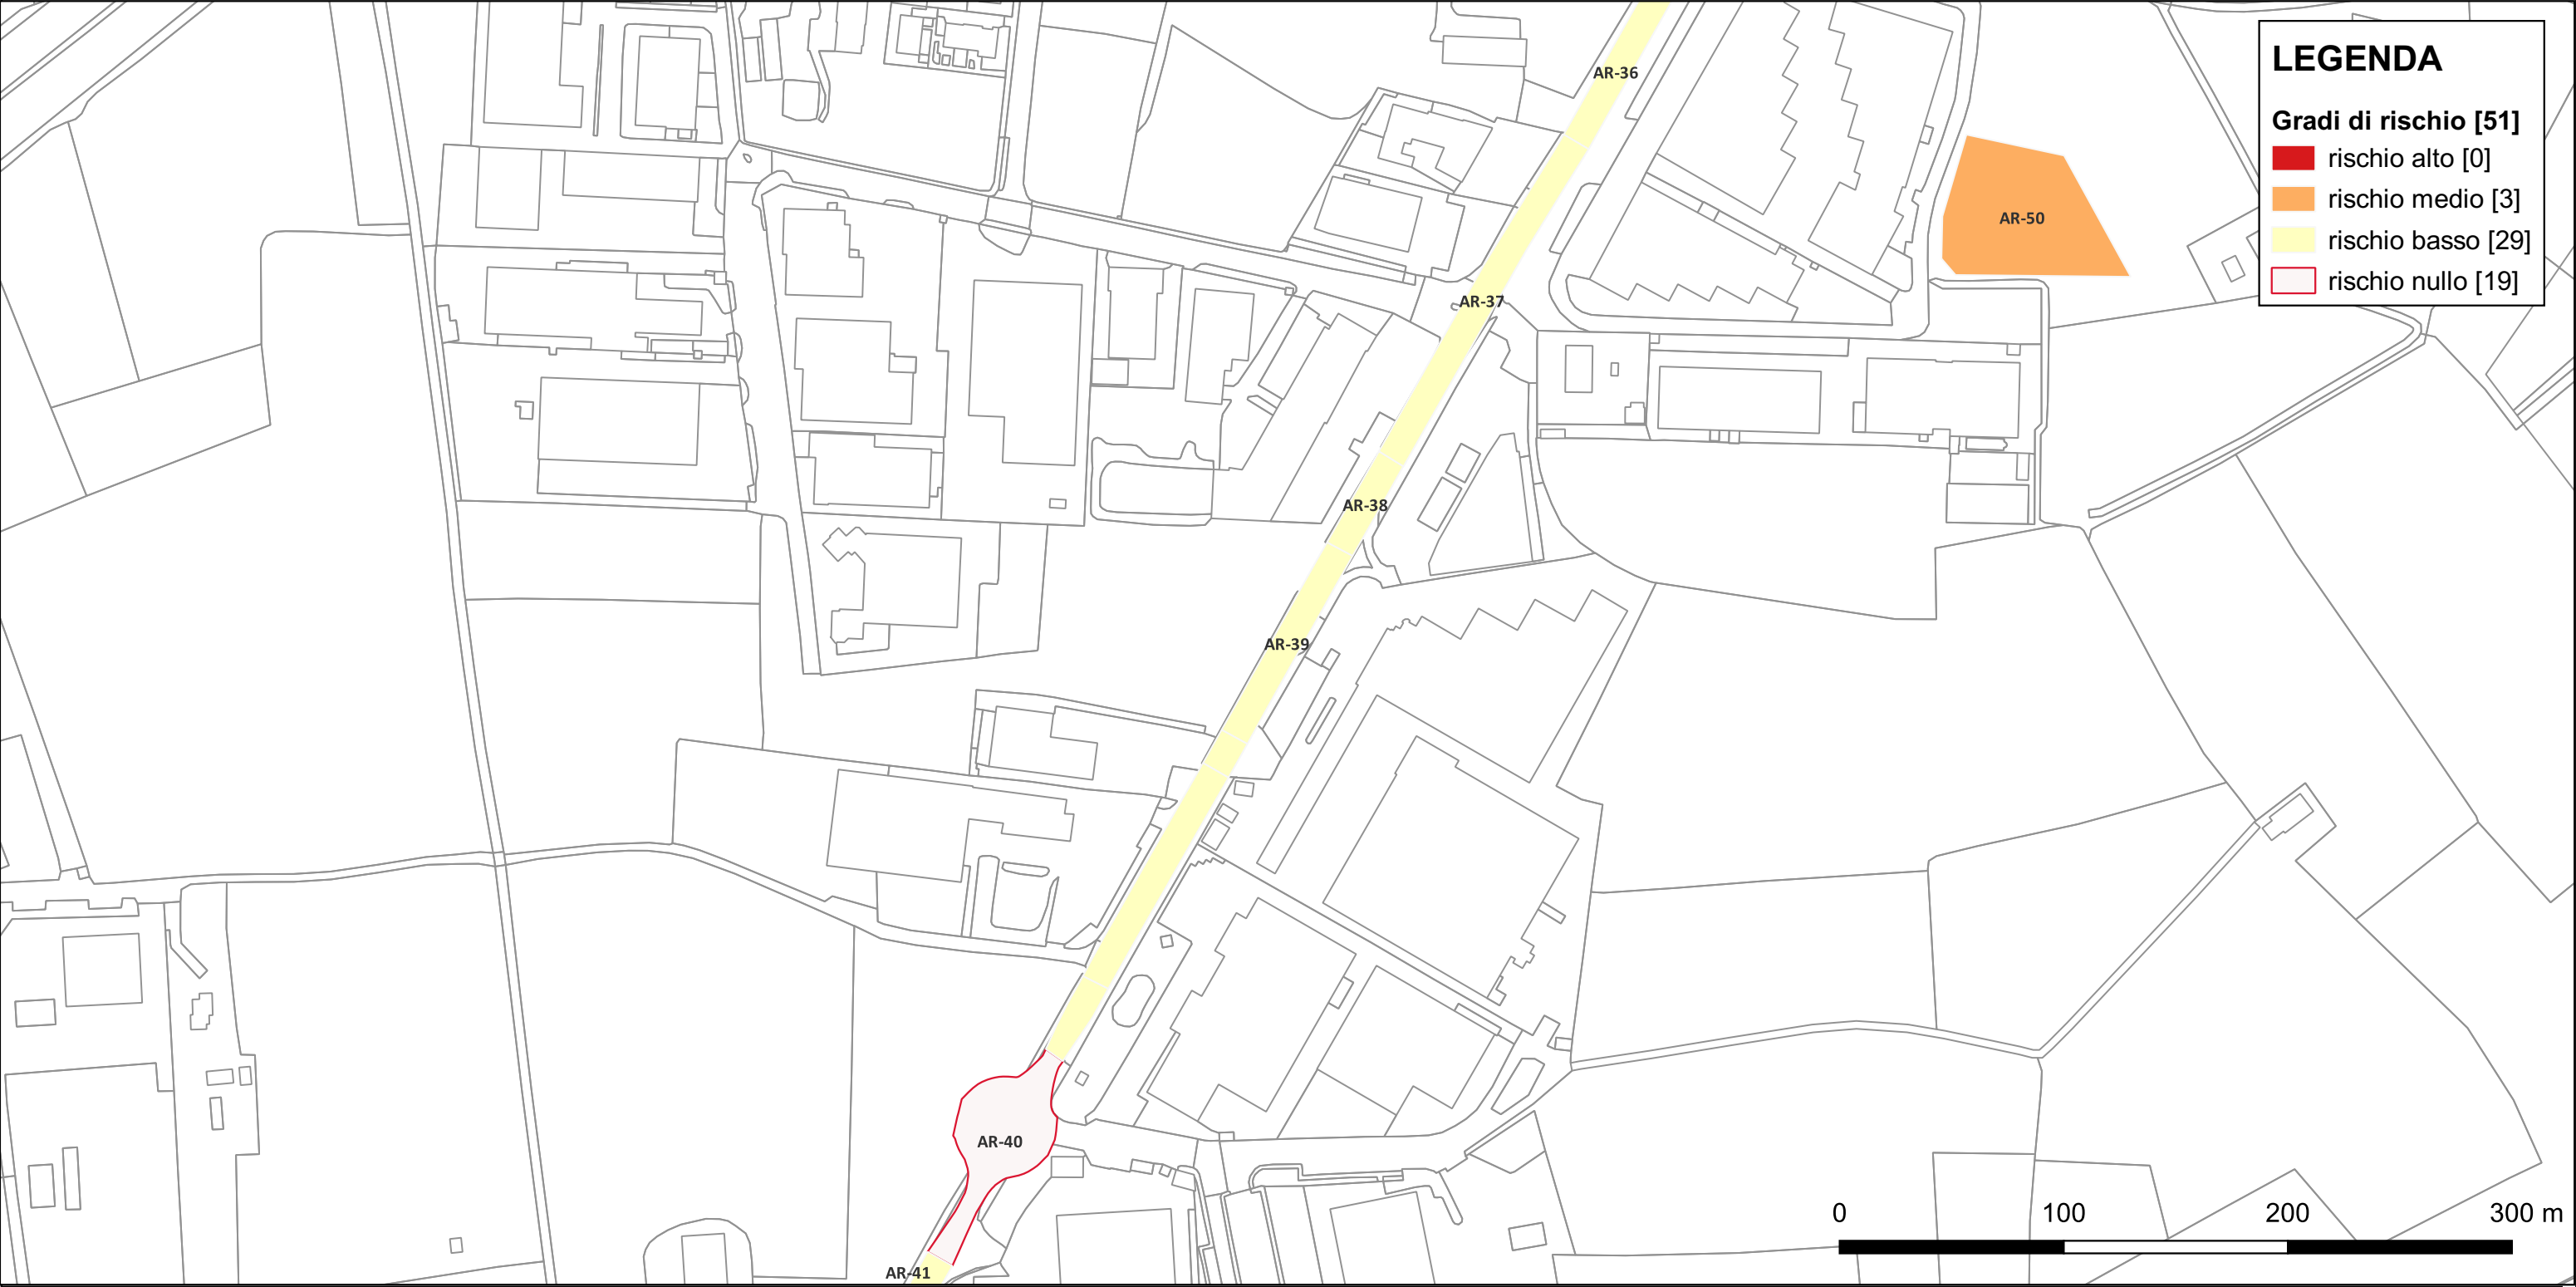 LEGENDA
Gradi di rischio [51]
rischio alto [0]
rischio medio [3]
rischio basso [29]
rischio nullo [19]
AR-36
AR-50
AR-37
AR-38
AR-39
AR-40
AR-41
0 100 200 300 m